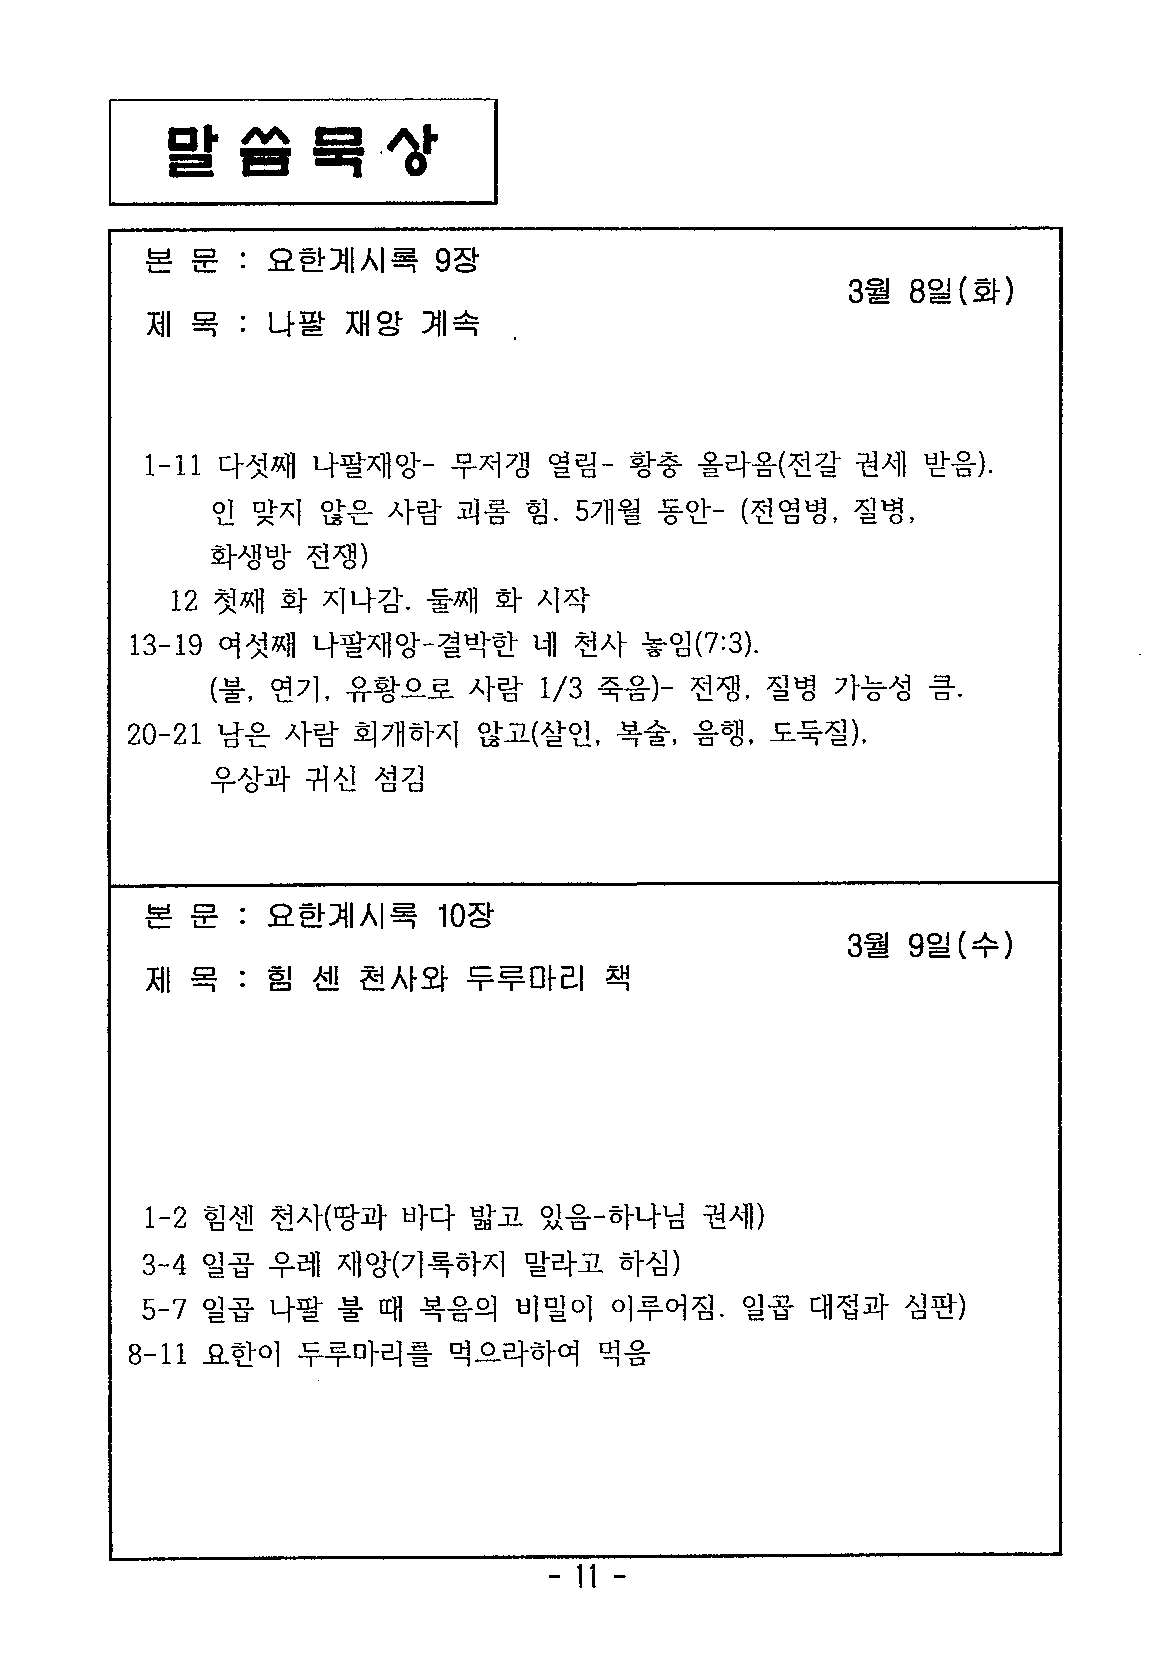 말씀묵상
본 문 : 요한계시록 9장
3월 8일(화)
제 목 : 나팔 재앙 계속
1-11 다섯째 나팔재앙- 무저갱 열림- 황충 올라옴(전갈 권세 받음).
인 맞지 않은 사람 괴롬 힘. 5개월 동안- (전염병, 질병,
화생방 전쟁)
12 첫째 화 지나감. 둘째 화 시작
13-19 여섯째 나팔재앙-결박한 네 천사 놓임(7:3).
(불, 연기, 유황으로 사람 1/3 죽음)- 전쟁, 질병 가능성 큼.
20-21 남은 사람 회개하지 않고(살인, 복술, 음행, 도둑질),
우상과 귀신 섬김
본 문 : 요한계시록 10장
3월 9일(수)
제 목 : 힘 센 천사와 두루마리 책
1-2 힘센 천사(땅과 바다 밟고 있음-하나님 권세)
3-4 일곱 우레 재앙(기록하지 말라고 하심)
5-7 일곱 나팔 불 때 복음의 비밀이 이루어짐. 일곱 대접과 심판)
8-11 요한이 두루마리를 먹으라하여 먹음
- 11 -